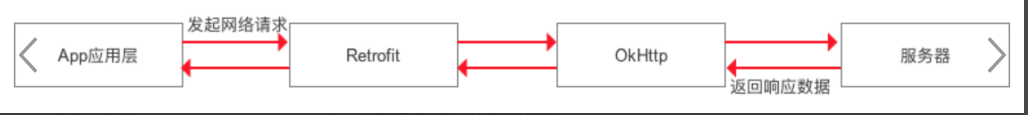 发起网络请求
App应用层
Retrofit
OkHttp
服务器
返回响应数据